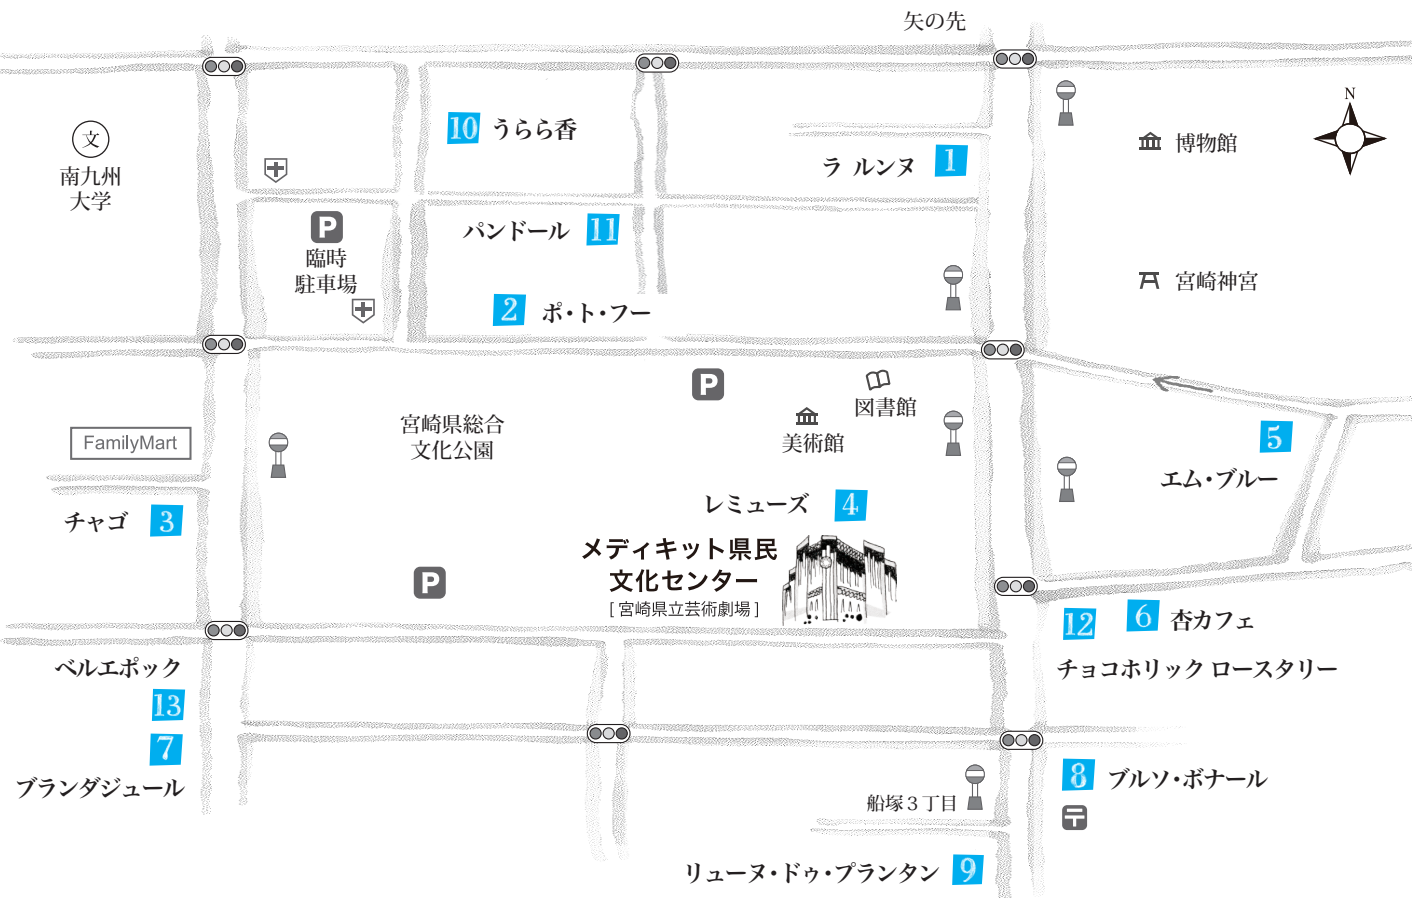 矢の先
N
10 うらら香
文
南九州
大学
博物館
ラ ルンヌ 1
P
臨時
駐車場
パンドール 11
宮崎神宮
2 ポ・ト・フー
P
図書館
美術館
宮崎県総合
文化公園
FamilyMart
5
エム・ブルー
チャゴ 3
レミューズ 4
メディキット県民
文化センター
[ 宮崎県立芸術劇場 ]
P
12
6 杏カフェ
チョコホリック ロースタリー
ベルエポック
13
7
ブランダジュール
8 ブルソ・ボナール
船塚３丁目
〒
リューヌ・ドゥ・プランタン 9